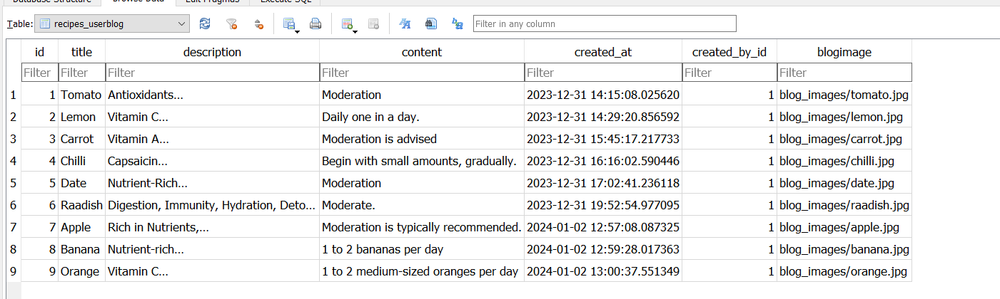 Database Structure Browse Data Edit Pragmas Execute SQL
Table: recipes_userblog Filter in any column
id title description content created_at created_by_id blogimage
Filter Filter Filter Filter Filter Filter Filter
1 1 Tomato Antioxidants... Moderation 2023-12-31 14:15:08.025620 1 blog_images/tomato.jpg
2 2 Lemon Vitamin C... Daily one in a day. 2023-12-31 14:29:20.856592 1 blog_images/lemon.jpg
3 3 Carrot Vitamin A... Moderation is advised 2023-12-31 15:45:17.217733 1 blog_images/carrot.jpg
4 4 Chilli Capsaicin... Begin with small amounts, gradually. 2023-12-31 16:16:02.590446 1 blog_images/chilli.jpg
5 5 Date Nutrient-Rich... Moderation 2023-12-31 17:02:41.236118 1 blog_images/date.jpg
6 6 Raadish Digestion, Immunity, Hydration, Deto... Moderate. 2023-12-31 19:52:54.977095 1 blog_images/raadish.jpg
7 7 Apple Rich in Nutrients,... Moderation is typically recommended. 2024-01-02 12:57:08.087325 1 blog_images/apple.jpg
8 8 Banana Nutrient-rich... 1 to 2 bananas per day 2024-01-02 12:59:28.017363 1 blog_images/banana.jpg
9 9 Orange Vitamin C... 1 to 2 medium-sized oranges per day 2024-01-02 13:00:37.551349 1 blog_images/orange.jpg